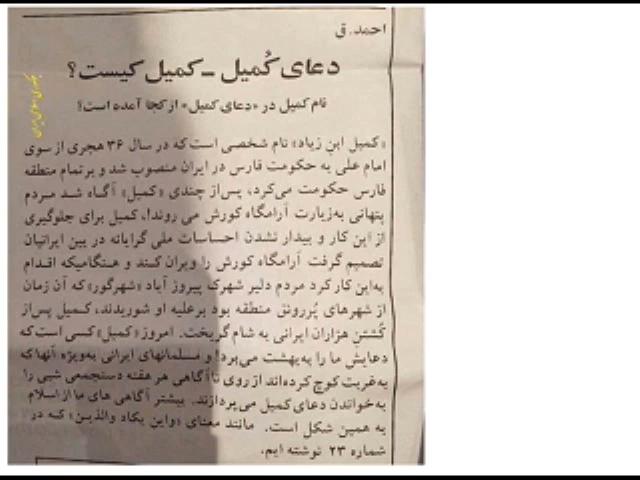 احمد. ق
دعای کُمیل ــ کمیل کیست؟
نام کمیل در «دعای کمیل» از کجا آمده است؟
«کمیل ابن زیاد» نام شخصی است که در سال ۳۶ هجری از سوی
امام علی به حکومت فارس در ایران منصوب شد و برتمام منطقه
فارس حکومت می‌کرد، پس‌از چندی «کمیل» آگاه شد مردم
پنهانی به‌زیارت آرامگاه کورش می روند!، کمیل برای جلوگیری
از این کار و بیدار نشدن احساسات ملی گرایانه در بین ایرانیان
تصمیم گرفت آرامگاه کورش را ویران کند و هنگامیکه اقدام
به‌این کار کرد مردم دلیر شهرک پیروز آباد «شهرگور» که آن زمان
از شهرهای پُررونق منطقه بود برعلیه او شوریدند، کمیل پس‌از
کُشتن هزاران ایرانی به شام گریخت. امروز «کمیل» کسی است که
دعایش ما را به‌بهشت می‌برد! و مسلمانهای ایرانی به‌ویژه آنها که
به‌غربت کوچ کرده‌اند از روی ناآگاهی هر هفته دستجمعی شبی را
به‌خواندن دعای کمیل می‌پردازند. بیشتر آگاهی های ما از اسلام
به همین شکل است. مانند معنای «واین یکاد والذین» که در
شماره ۲۳ نوشته ایم.